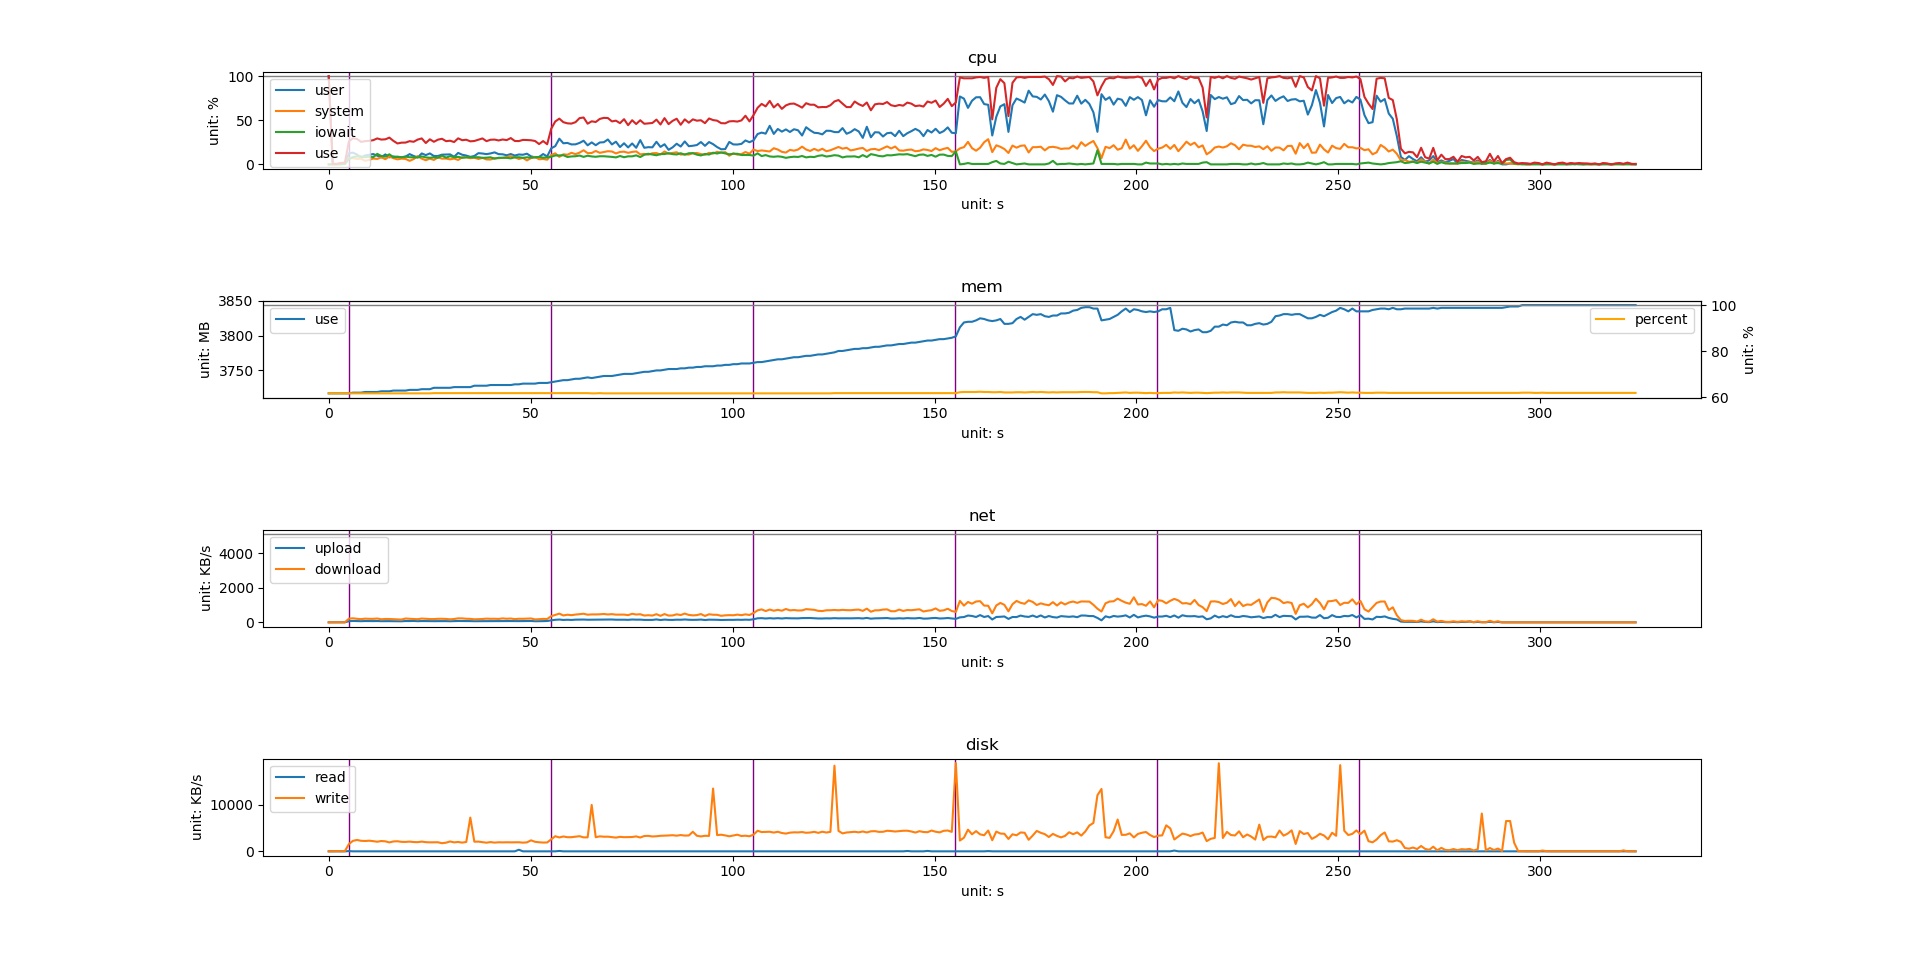 cpu
unit: %
100
50
0
user
system
iowait
use
0 50 100 150 200 250 300
unit: s
mem
unit: MB
3850
3800
3750
use
percent
100
80
60
unit: %
0 50 100 150 200 250 300
unit: s
net
unit: KB/s
4000
2000
0
upload
download
0 50 100 150 200 250 300
unit: s
disk
unit: KB/s
10000
0
read
write
0 50 100 150 200 250 300
unit: s